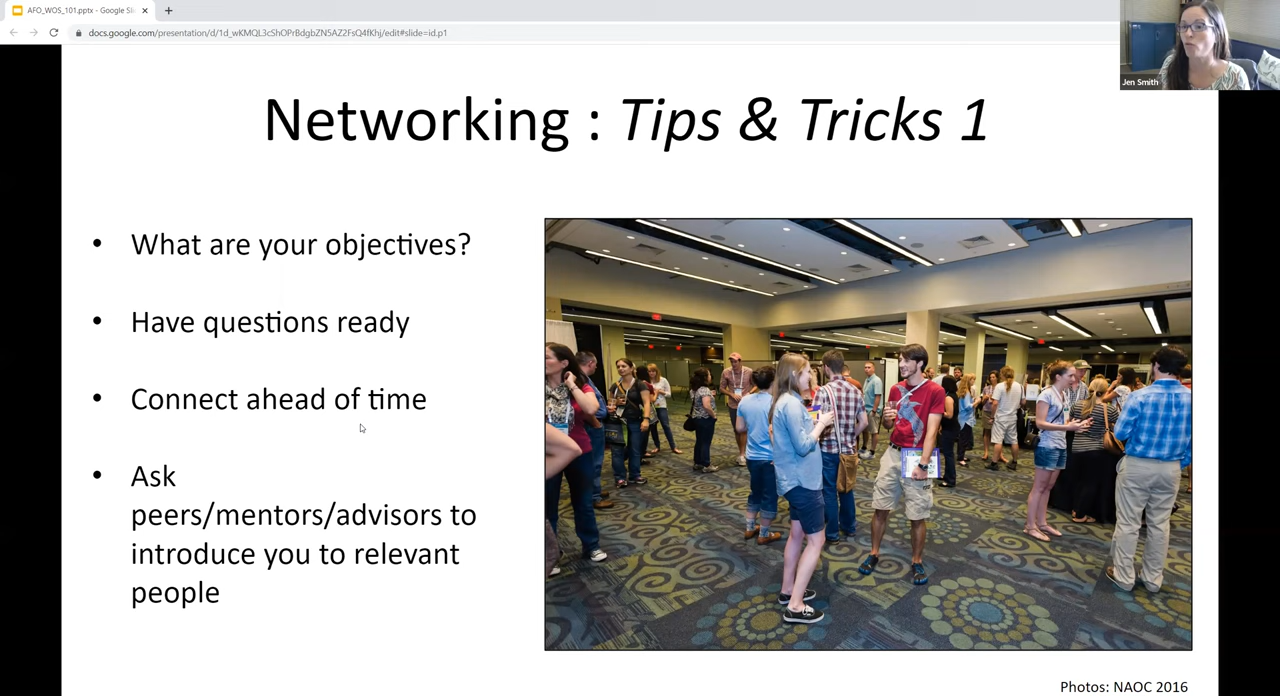 AFO_WOS_101.pptx - Google Sli
docs.google.com/presentation/d/1d_wKMQL3cShOPrBdgbZN5AZ2FsQ4fKhj/edit#slide=id.p1
Jen Smith
Networking : Tips & Tricks 1
• What are your objectives?
• Have questions ready
• Connect ahead of time
• Ask
peers/mentors/advisors to
introduce you to relevant
people
Photos: NAOC 2016